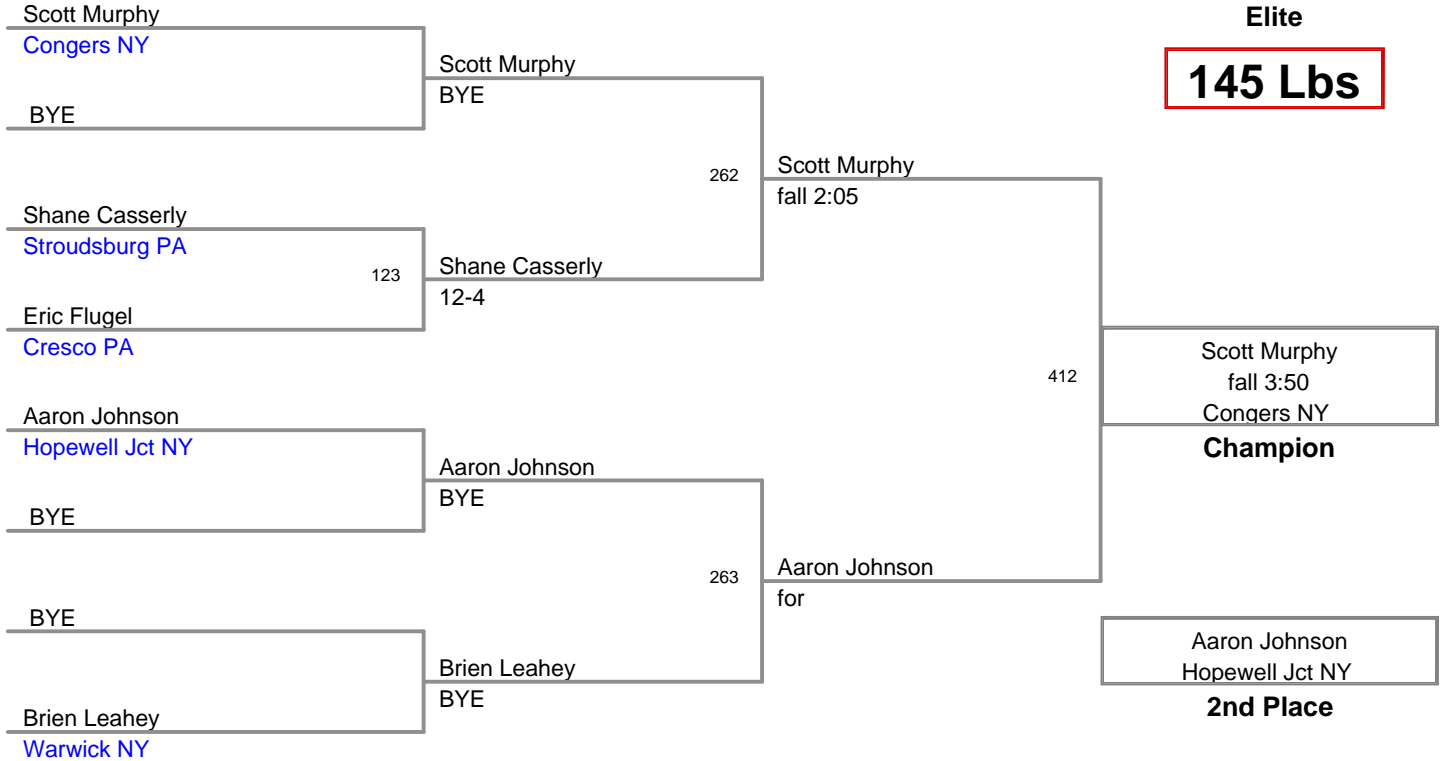 Elite
145 Lbs
Scott Murphy
Congers NY
BYE
Shane Casserly
Stroudsburg PA
123
Eric Flugel
Cresco PA
Aaron Johnson
Hopewell Jct NY
BYE
BYE
Brien Leahey
Warwick NY
Scott Murphy
BYE
262
Shane Casserly
12-4
Aaron Johnson
BYE
263
Brien Leahey
BYE
Scott Murphy
fall 2:05
412
Aaron Johnson
for
Scott Murphy
fall 3:50
Congers NY
Champion
Aaron Johnson
Hopewell Jct NY
2nd Place